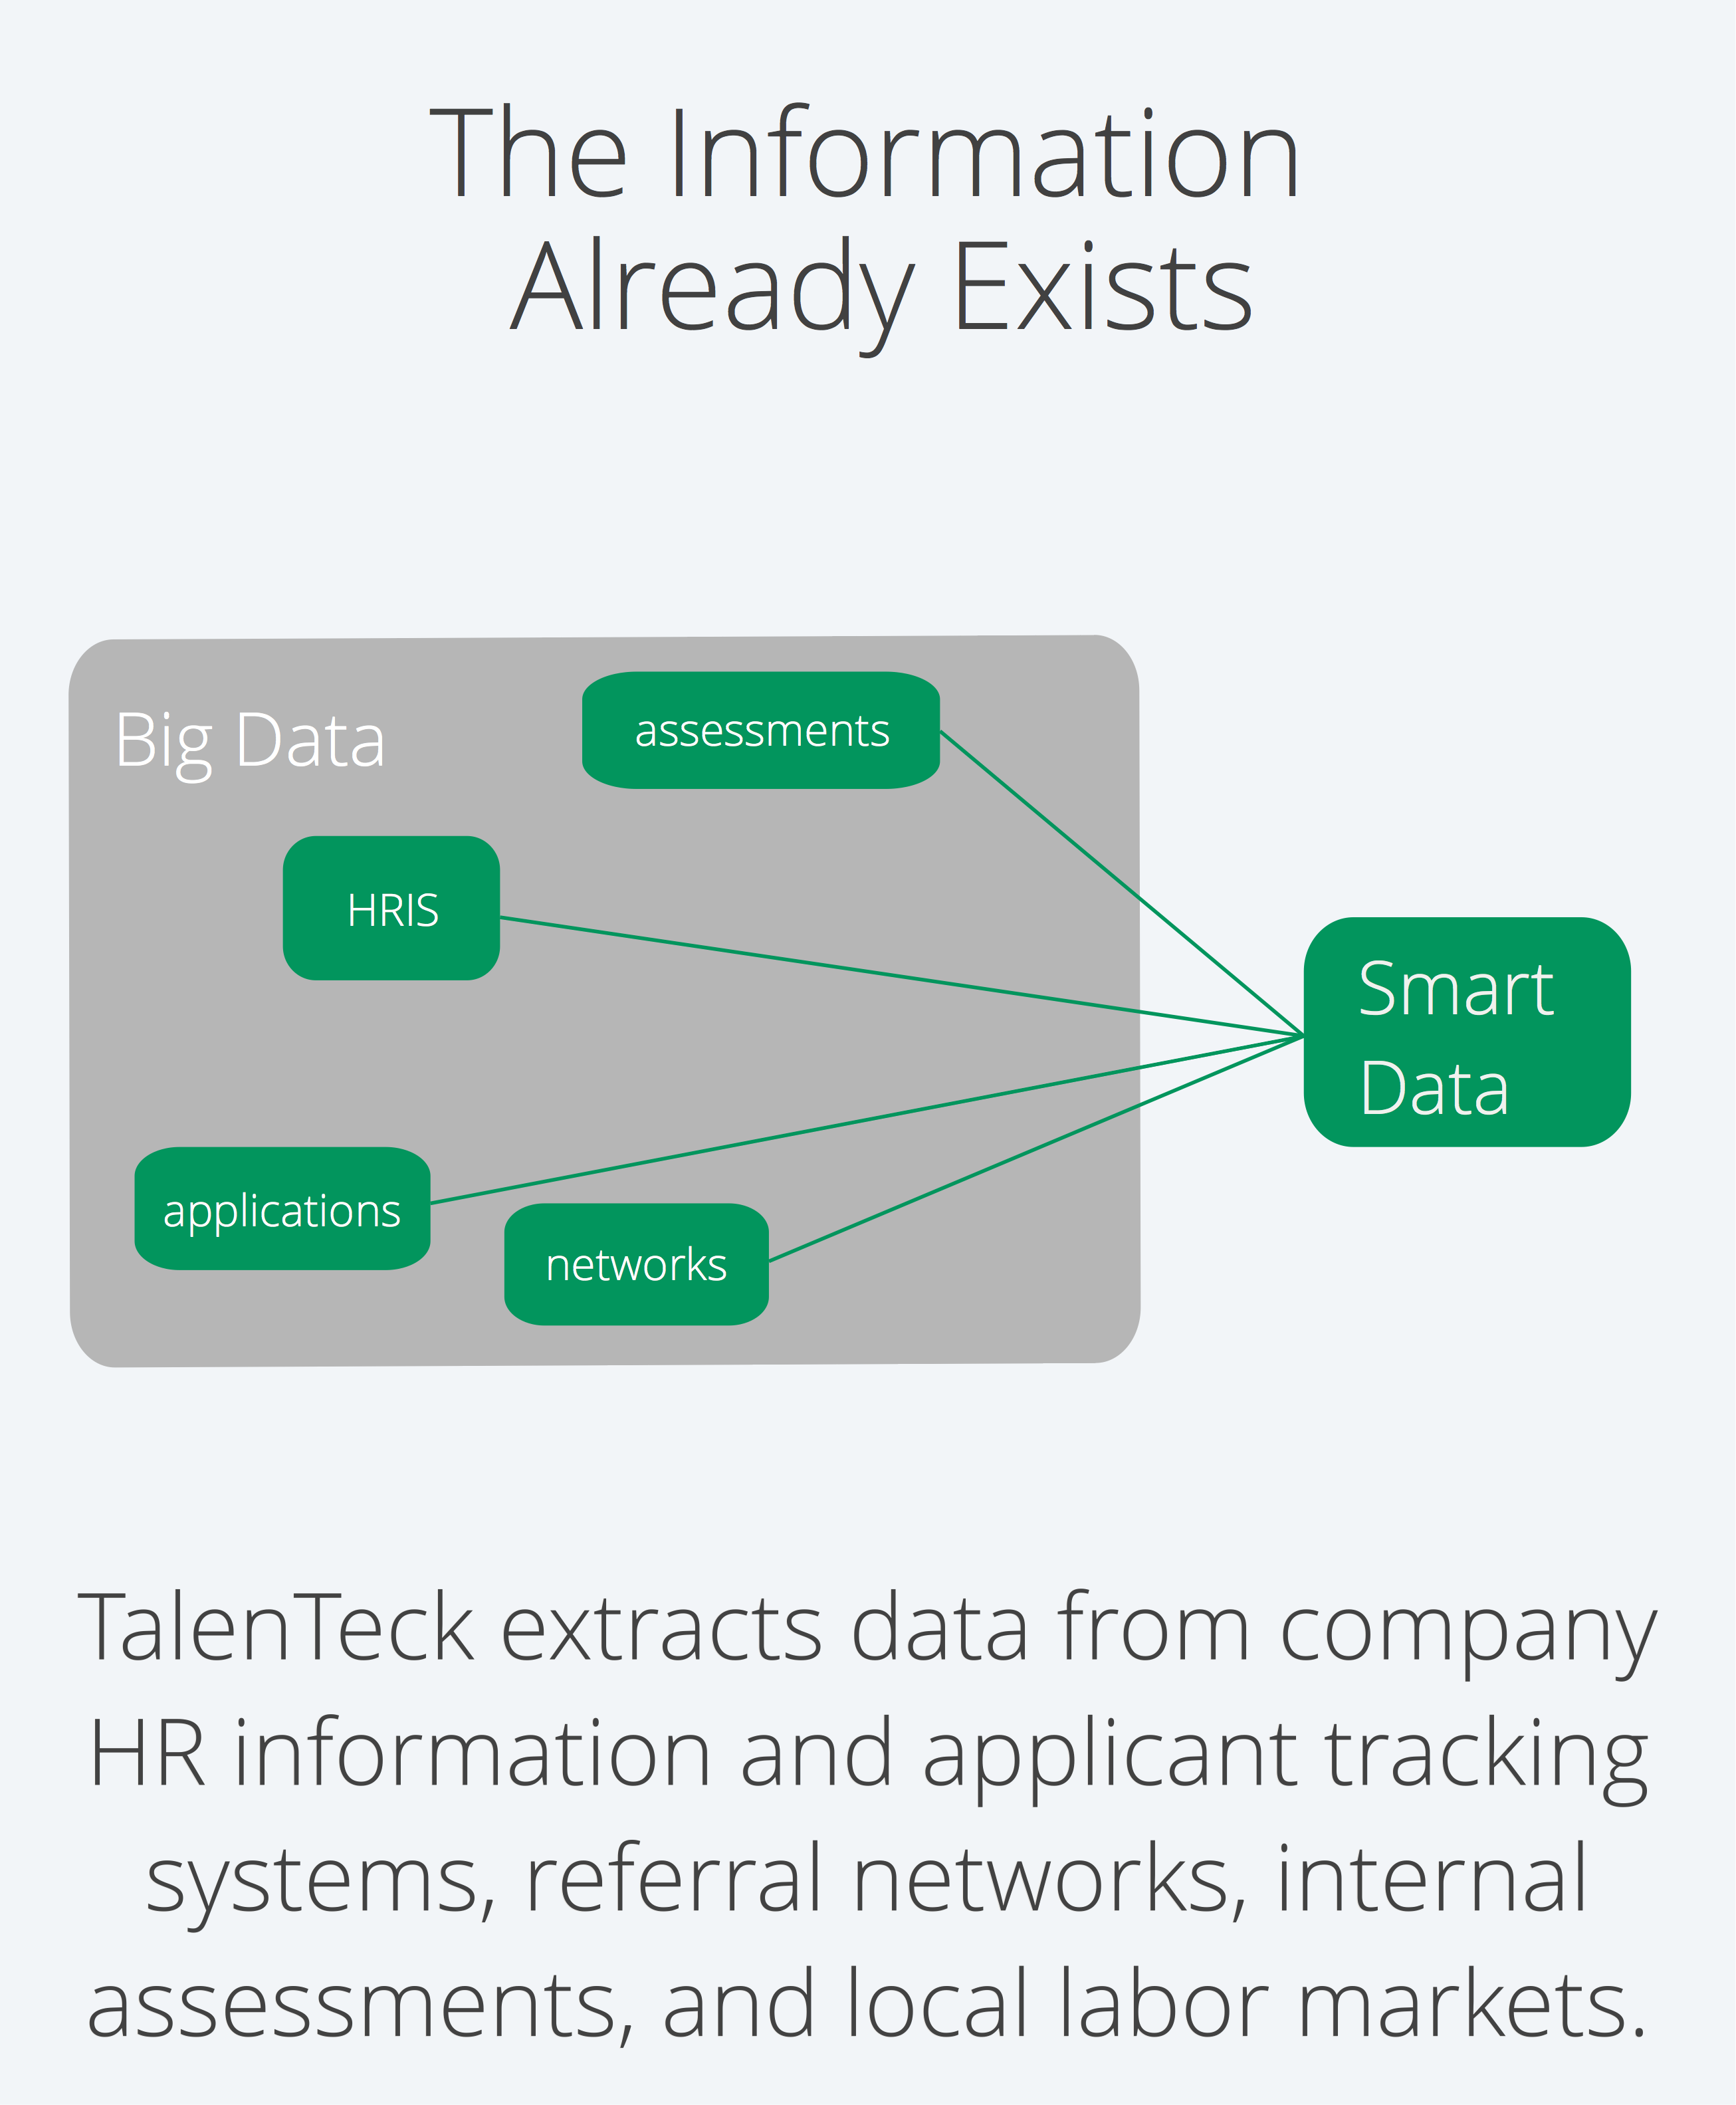 The Information
Already Exists
Big Data
assessments
HRIS
Smart
Data
applications
networks
TalenTeck extracts data from company
HR information and applicant tracking
systems, referral networks, internal
assessments, and local labor markets.